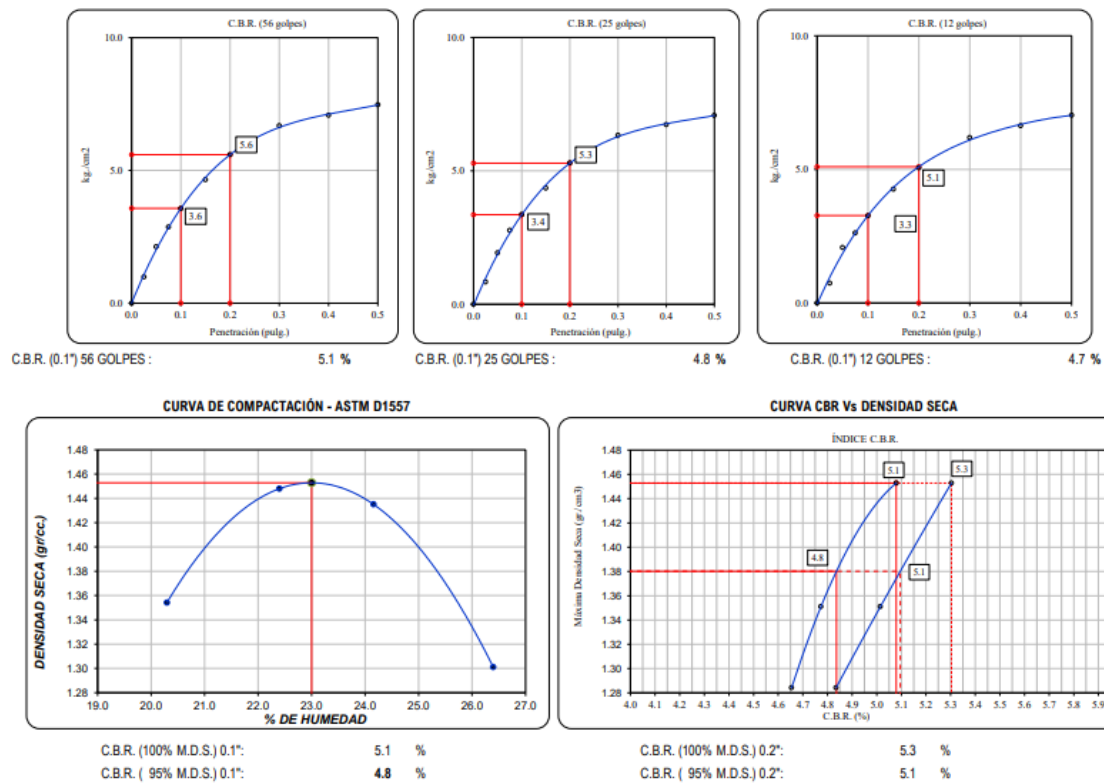 C.B.R. (56 golpes)
10.0
5.0
0.0
kg./cm2
5.6
3.6
0.0 0.1 0.2 0.3 0.4 0.5
Penetración (pulg.)
C.B.R. (0.1") 56 GOLPES : 5.1 %
C.B.R. (25 golpes)
10.0
5.0
0.0
kg./cm2
5.3
3.4
0.0 0.1 0.2 0.3 0.4 0.5
Penetración (pulg.)
C.B.R. (0.1") 25 GOLPES : 4.8 %
C.B.R. (12 golpes)
10.0
5.0
0.0
kg./cm2
5.1
3.3
0.0 0.1 0.2 0.3 0.4 0.5
Penetración (pulg.)
C.B.R. (0.1") 12 GOLPES : 4.7 %
CURVA DE COMPACTACIÓN - ASTM D1557
1.48
1.46
1.44
1.42
1.40
1.38
1.36
1.34
1.32
1.30
1.28
DENSIDAD SECA (gr/cc.)
19.0 20.0 21.0 22.0 23.0 24.0 25.0 26.0 27.0
% DE HUMEDAD
C.B.R. (100% M.D.S.) 0.1": 5.1 %
C.B.R. ( 95% M.D.S.) 0.1": 4.8 %
CURVA CBR Vs DENSIDAD SECA
ÍNDICE C.B.R.
1.48
1.46
1.44
1.42
1.40
1.38
1.36
1.34
1.32
1.30
1.28
Máxima Densidad Seca (gr./cm3)
5.1 5.3
4.8
5.1
4.0 4.1 4.2 4.3 4.4 4.5 4.6 4.7 4.8 4.9 5.0 5.1 5.2 5.3 5.4 5.5 5.6 5.7 5.8 5.9
C.B.R. (%)
C.B.R. (100% M.D.S.) 0.2": 5.3 %
C.B.R. ( 95% M.D.S.) 0.2": 5.1 %